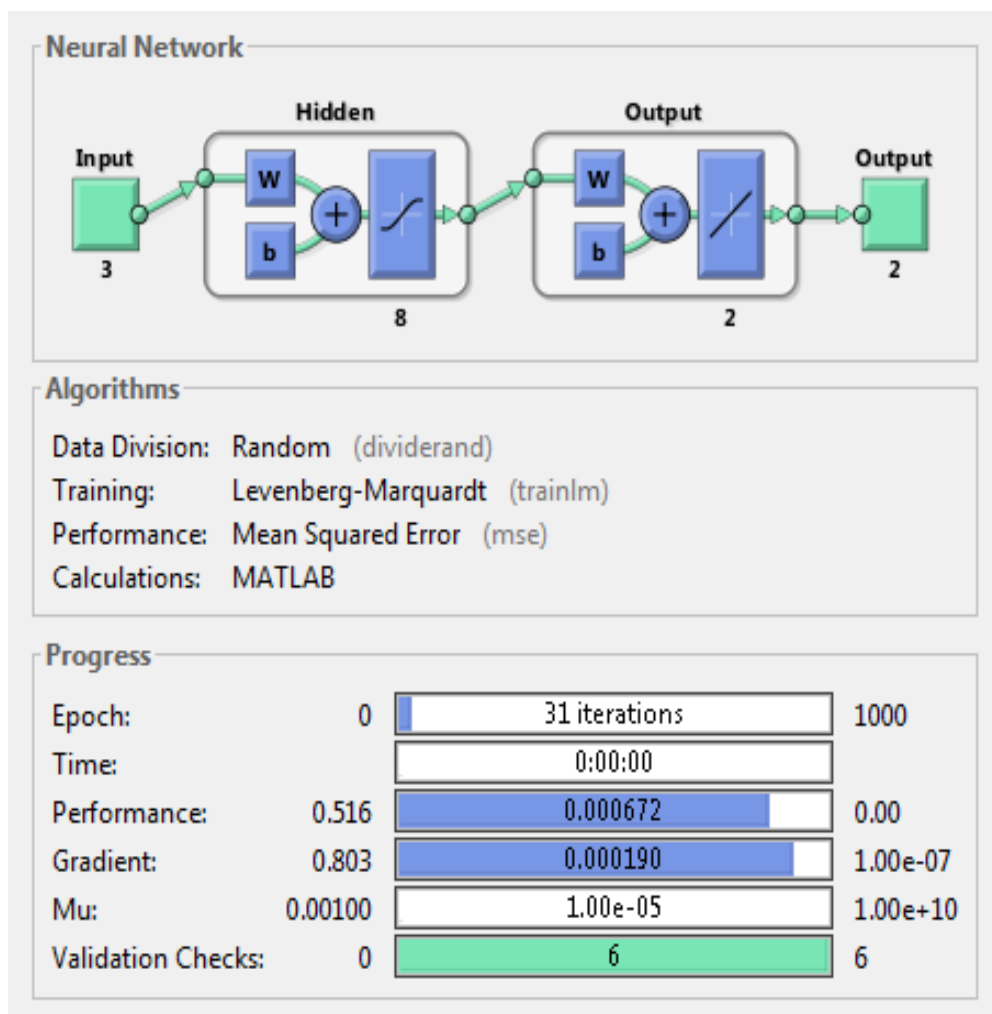 Neural Network
Hidden
Output
Input
W
b
+
W
b
+
Output
3
8
2
2
Algorithms
Data Division: Random (dividerand)
Training: Levenberg-Marquardt (trainlm)
Performance: Mean Squared Error (mse)
Calculations: MATLAB
Progress
Epoch: 0 31 iterations 1000
Time: 0:00:00
Performance: 0.516 0.000672 0.00
Gradient: 0.803 0.000190 1.00e-07
Mu: 0.00100 1.00e-05 1.00e+10
Validation Checks: 0 6 6